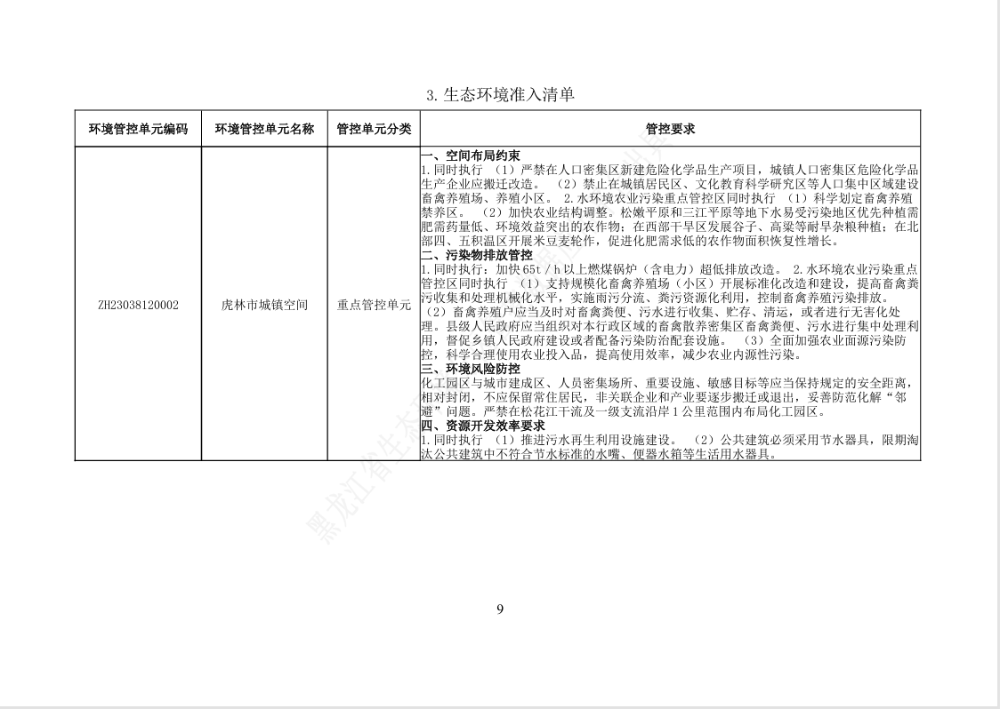 3.生态环境准入清单
环境管控单元编码 环境管控单元名称 管控单元分类 管控要求
ZH23038120002 虎林市城镇空间 重点管控单元
一、空间布局约束
1.同时执行 （1）严禁在人口密集区新建危险化学品生产项目，城镇人口密集区危险化学品
生产企业应搬迁改造。 （2）禁止在城镇居民区、文化教育科学研究区等人口集中区域建设
畜禽养殖场、养殖小区。 2.水环境农业污染重点管控区同时执行 （1）科学划定畜禽养殖
禁养区。 （2）加快农业结构调整。松嫩平原和三江平原等地下水易受污染地区优先种植需
肥需药量低、环境效益突出的农作物；在西部干旱区发展谷子、高粱等耐旱杂粮种植；在北
部四、五积温区开展米豆麦轮作，促进化肥需求低的农作物面积恢复性增长。
二、污染物排放管控
1.同时执行：加快65t/h以上燃煤锅炉（含电力）超低排放改造。 2.水环境农业污染重点
管控区同时执行 （1）支持规模化畜禽养殖场（小区）开展标准化改造和建设，提高畜禽粪
污收集和处理机械化水平，实施雨污分流、粪污资源化利用，控制畜禽养殖污染排放。
（2）畜禽养殖户应当及时对畜禽粪便、污水进行收集、贮存、清运，或者进行无害化处
理。县级人民政府应当组织对本行政区域的畜禽散养密集区畜禽粪便、污水进行集中处理利
用，督促乡镇人民政府建设或者配备污染防治配套设施。 （3）全面加强农业面源污染防
控，科学合理使用农业投入品，提高使用效率，减少农业内源性污染。
三、环境风险防控
化工园区与城市建成区、人员密集场所、重要设施、敏感目标等应当保持规定的安全距离，
相对封闭，不应保留常住居民，非关联企业和产业要逐步搬迁或退出，妥善防范化解“邻
避”问题。严禁在松花江干流及一级支流沿岸1公里范围内布局化工园区。
四、资源开发效率要求
1.同时执行 （1）推进污水再生利用设施建设。 （2）公共建筑必须采用节水器具，限期淘
汰公共建筑中不符合节水标准的水嘴、便器水箱等生活用水器具。
黑龙江省生态
9